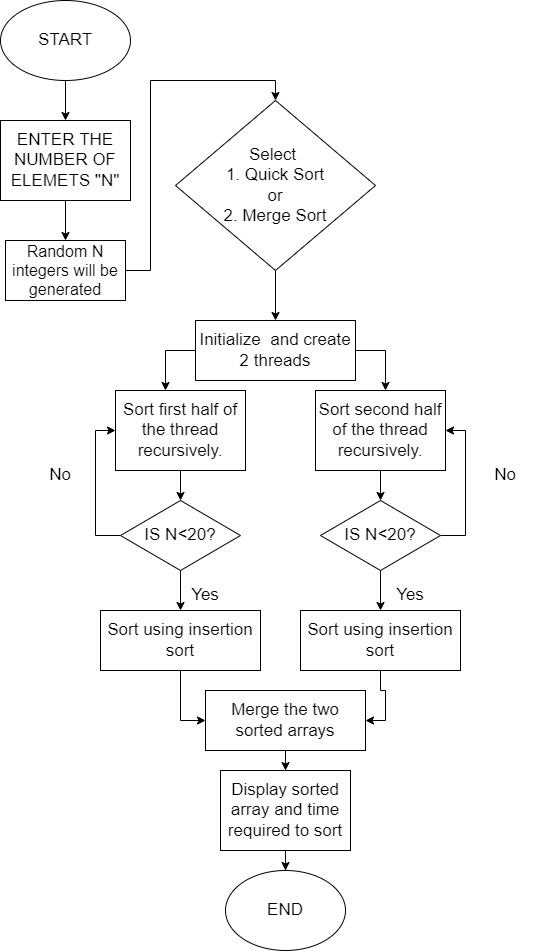 START
ENTER THE
NUMBER OF
ELEMETS "N"
Random N
integers will be
generated
Select
1. Quick Sort
or
2. Merge Sort
Initialize and create
2 threads
Sort first half of
the thread
recursively.
Sort second half
of the thread
recursively.
No
No
IS N<20?
IS N<20?
Yes
Yes
Sort using insertion
sort
Sort using insertion
sort
Merge the two
sorted arrays
Display sorted
array and time
required to sort
END